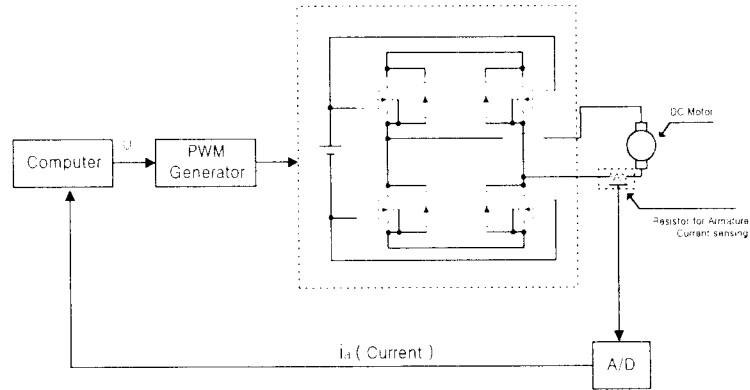 DC Motor
Computer
u
PWM
Generator
Resistor for Armature
Current sensing
ia ( Current )
A/D